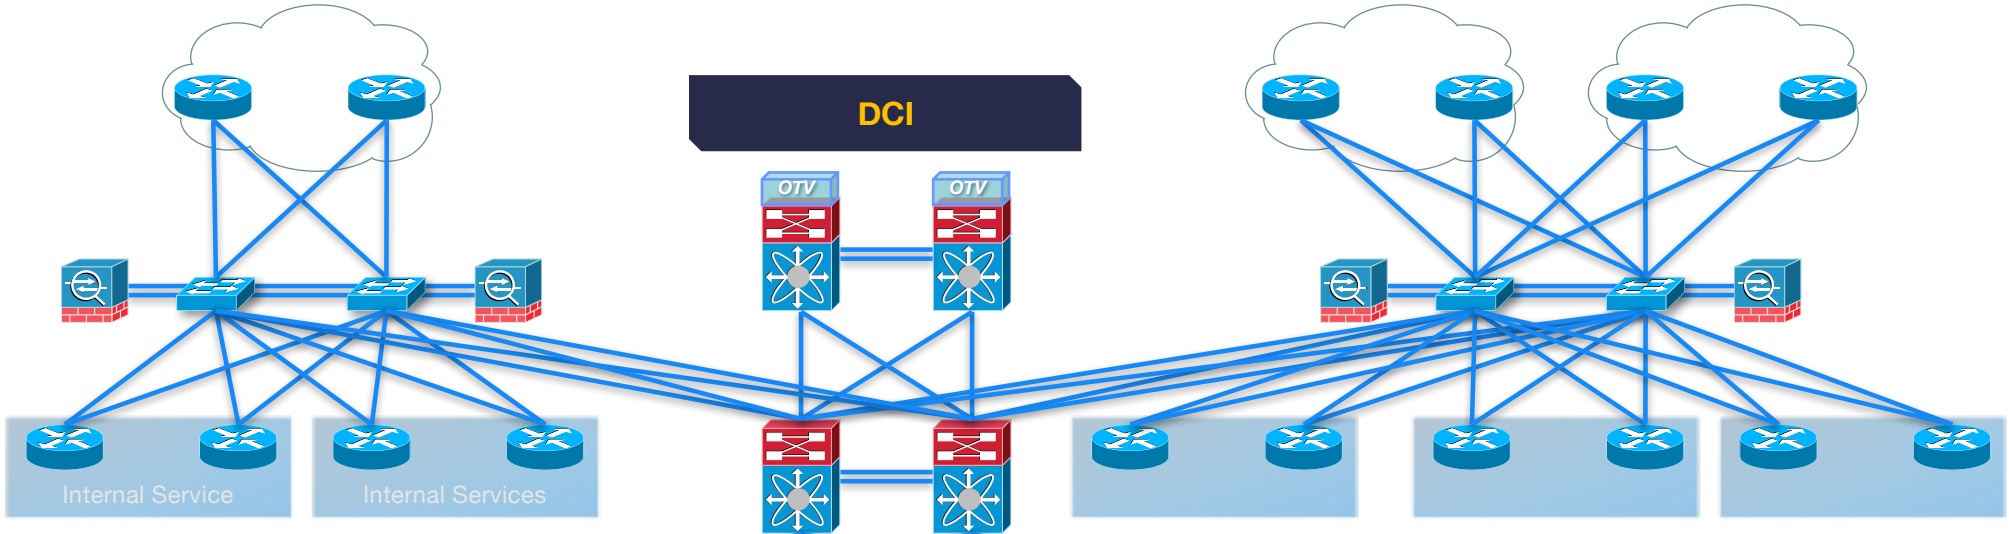 DCI
OTV
OTV
Internal Service
Internal Services